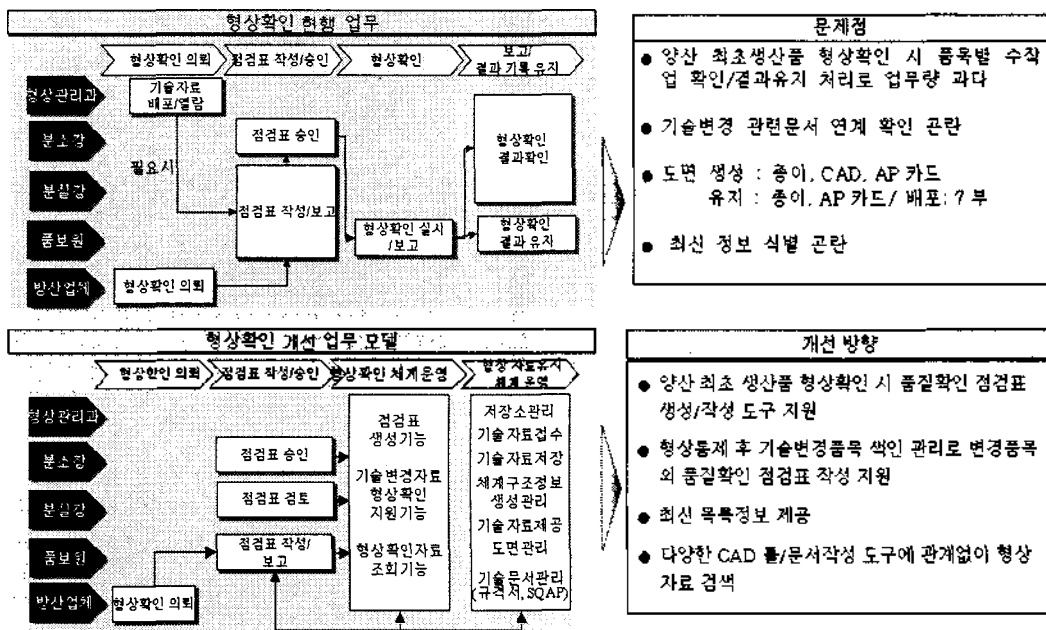 형상확인 현행 업무
형상확인 의뢰
점검표 작성/승인
형상확인
보고/
결과 기록 유지
형상관리과
분소장
분실장
품보원
방산업체
기술자료
배포/열람
필요시
점검표 승인
점검표 작성/보고
형상확인 의뢰
형상확인 실시
/보고
형상확인
결과확인
형상확인
결과 유지
문제점
● 양산 최초생산품 형상확인 시 품목별 수작
업 확인/결과유지 처리로 업무량 과다
● 기술변경 관련문서 연계 확인 곤란
● 도면 생성 : 종이, CAD, AP 카드
유지 : 종이, AP 카드/ 배포: 7 부
● 최신 정보 식별 곤란
형상확인 개선 업무 모델
형상확인 의뢰
점검표 작성/승인
형상확인 체계운영
형상 자료유지
체계 운영
형상관리과
분소장
분실장
품보원
방산업체
점검표 승인
점검표 검토
점검표 작성/
보고
형상확인 의뢰
점검표
생성기능
기술변경자료
형상확인
지원기능
형상확인자료
조회기능
저장소관리
기술자료접수
기술자료저장
체계구조정보
생성관리
기술자료제공
도면관리
기술문서관리
(규격서, SQAP)
개선 방향
● 양산 최초 생산품 형상확인 시 품질확인 점검표
생성/작성 도구 지원
● 형상통제 후 기술변경품목 색인 관리로 변경품목
의 품질확인 점검표 작성 지원
● 최신 목록정보 제공
● 다양한 CAD 툴/문서작성 도구에 관계없이 형상
자료 검색